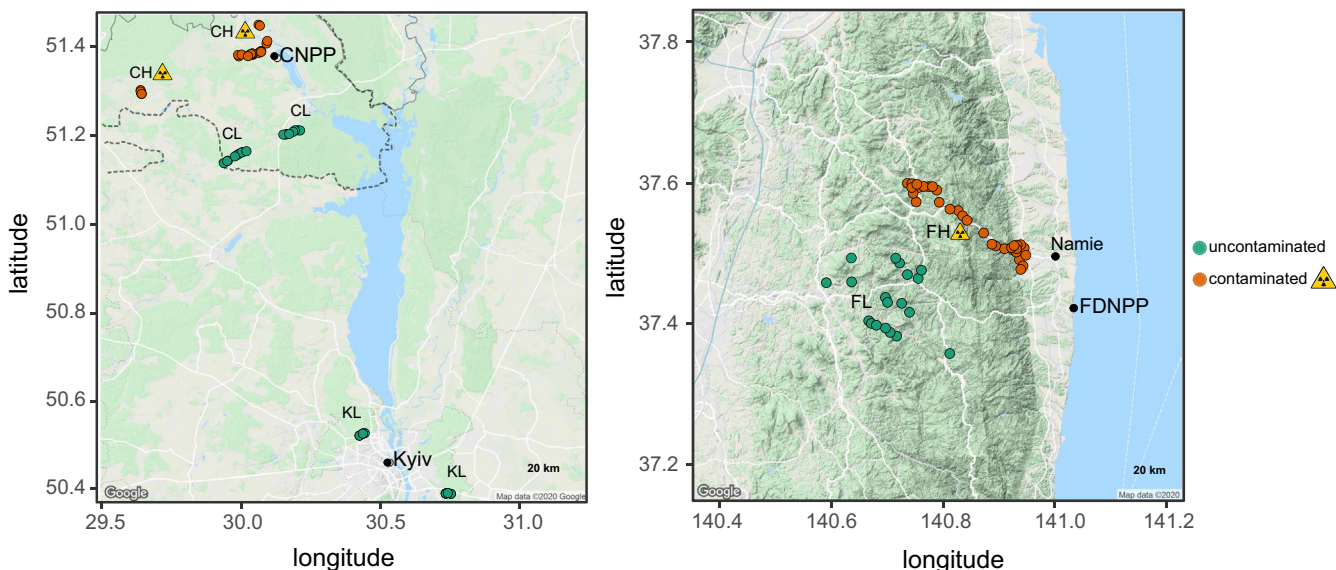 latitude
51.4
51.2
51.0
50.8
50.6
50.4
CH
CNPP
CH
CL
CL
KL
Kyiv
KL
20 km
Google
Map data ©2020 Google
29.5
30.0
30.5
31.0
longitude
latitude
37.8
37.6
37.4
37.2
FH
Namie
FL
FDNPP
20 km
Google
Map data ©2020
140.4
140.6
140.8
141.0
141.2
longitude
uncontaminated
contaminated